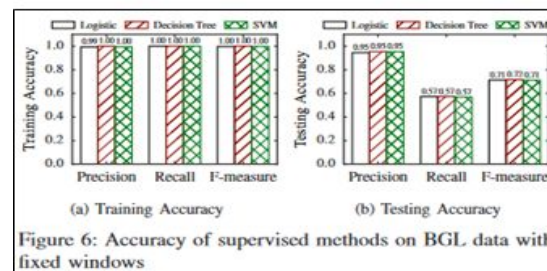 Logistic Decision Tree SVM
Training Accuracy
1.0
0.8
0.6
0.4
0.2
0.0
0.99 1.00 1.00
1.00 1.00 1.00
1.00 1.00 1.00
Precision Recall F-measure
(a) Training Accuracy
Logistic Decision Tree SVM
Testing Accuracy
1.0
0.8
0.6
0.4
0.2
0.0
0.95 0.95 0.95
0.57 0.57 0.57
0.71 0.72 0.71
Precision Recall F-measure
(b) Testing Accuracy
Figure 6: Accuracy of supervised methods on BGL data with
fixed windows